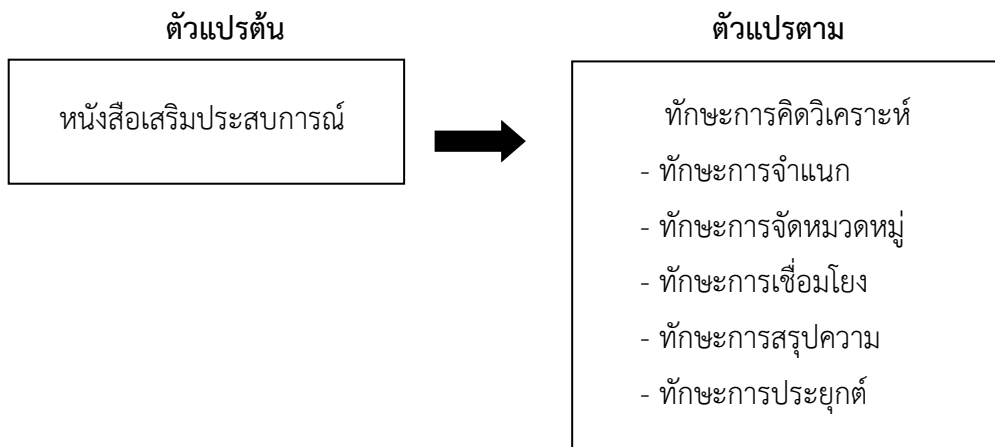 ตัวแปรต้น
หนังสือเสริมประสบการณ์
ตัวแปรตาม
ทักษะการคิดวิเคราะห์
- ทักษะการจำแนก
- ทักษะการจัดหมวดหมู่
- ทักษะการเชื่อมโยง
- ทักษะการสรุปความ
- ทักษะการประยุกต์